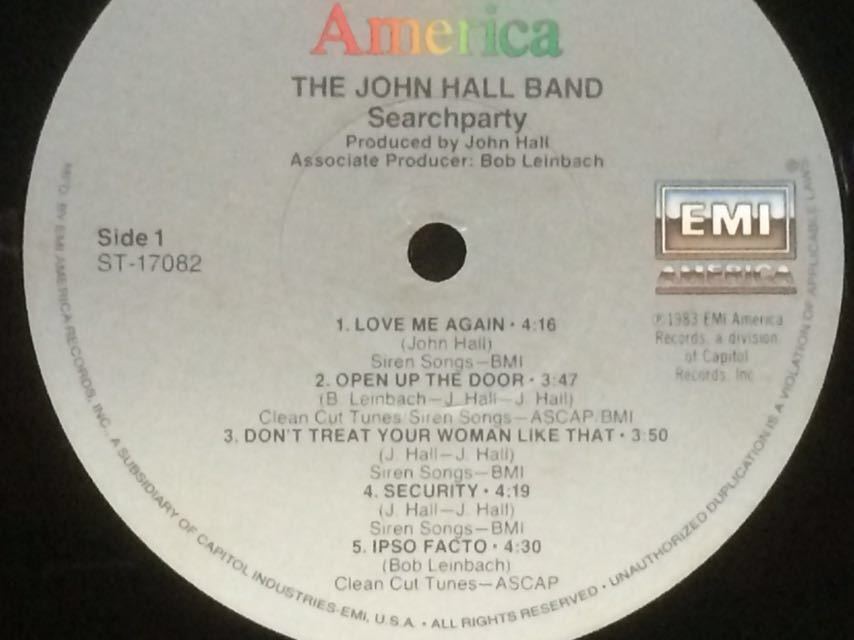 America
THE JOHN HALL BAND
Searchparty
Produced by John Hall
Associate Producer: Bob Leinbach
EMI
AMERICA
Side 1
ST-17082
℗1983 EMI America
Records, a division
of Capitol
Records, Inc.
1. LOVE ME AGAIN • 4:16
(John Hall)
Siren Songs—BMI
2. OPEN UP THE DOOR • 3:47
(B. Leinbach—J. Hall—J. Hall)
Clean Cut Tunes/Siren Songs—ASCAP/BMI
3. DON'T TREAT YOUR WOMAN LIKE THAT • 3:50
(J. Hall—J. Hall)
Siren Songs—BMI
4. SECURITY • 4:19
(J. Hall—J. Hall)
Siren Songs—BMI
5. IPSO FACTO • 4:30
(Bob Leinbach)
Clean Cut Tunes—ASCAP
MFD. BY EMI AMERICA RECORDS, INC., A SUBSIDIARY OF CAPITOL INDUSTRIES-EMI, U.S.A. • ALL RIGHTS RESERVED • UNAUTHORIZED DUPLICATION IS A VIOLATION OF APPLICABLE LAWS